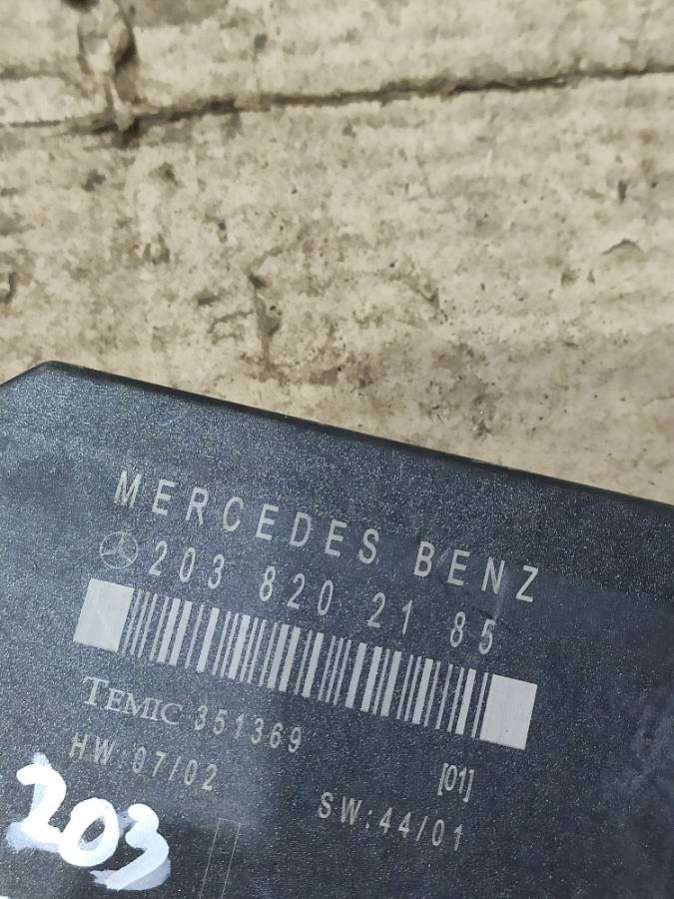 MERCEDES BENZ
203 820 21 85
TEMIC 351369
HW:07/02
[01]
SW:44/01
203